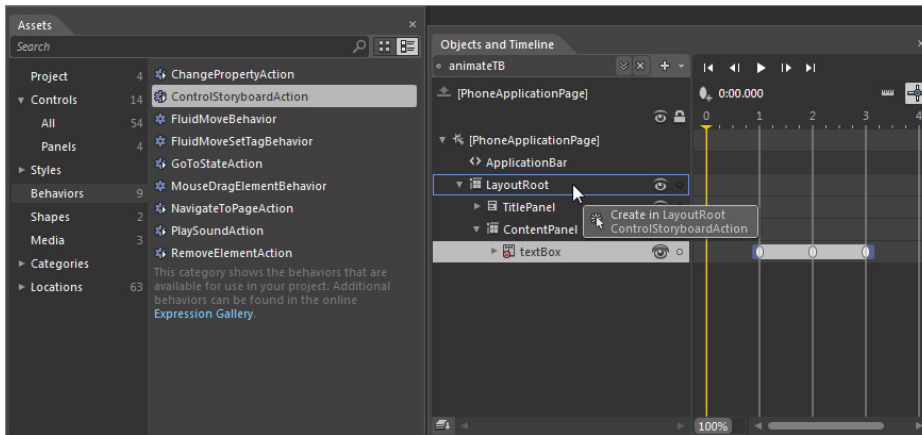 Assets
Search
Project 4
Controls 14
All 54
Panels 4
Styles
Behaviors 9
Shapes 2
Media 3
Categories
Locations 63
ChangePropertyAction
ControlStoryboardAction
FluidMoveBehavior
FluidMoveSetTagBehavior
GoToStateAction
MouseDragElementBehavior
NavigateToPageAction
PlaySoundAction
RemoveElementAction
This category shows the behaviors that are
available for use in your project. Additional
behaviors can be found in the online
Expression Gallery.
Objects and Timeline
animateTB
[PhoneApplicationPage]
0:00.000
0 1 2 3 4
[PhoneApplicationPage]
ApplicationBar
LayoutRoot
TitlePanel
ContentPanel
Create in LayoutRoot
ControlStoryboardAction
textBox
100%